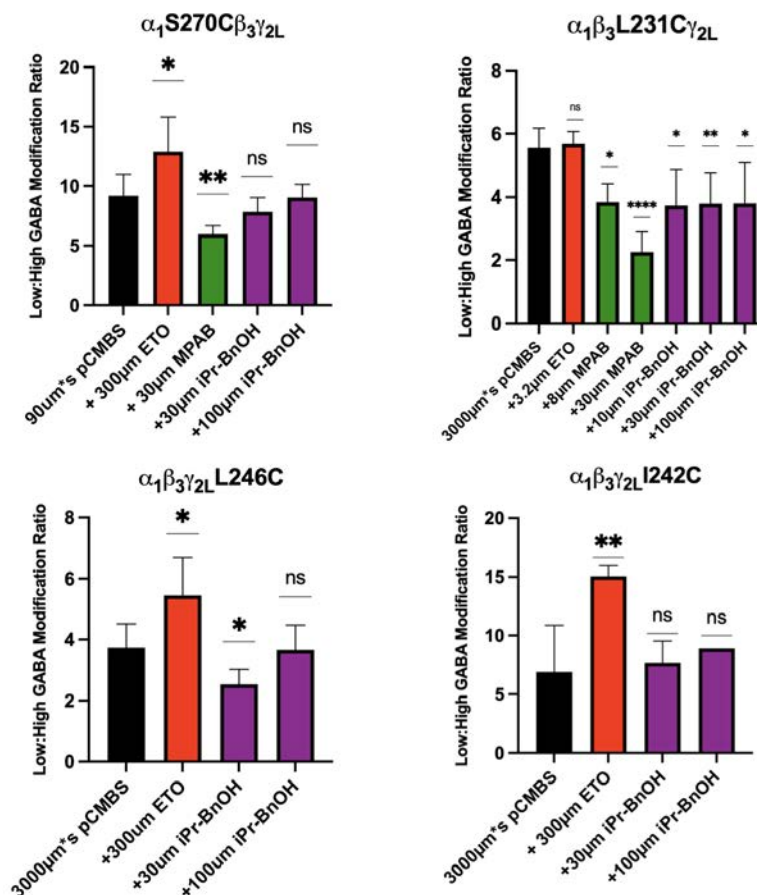 α₁S270Cβ₃γ₂L
Low:High GABA Modification Ratio
20
15
10
5
0
*
**
ns
ns
90um*s pCMBS
+ 300µm ETO
+ 30µm MPAB
+30µm iPr-BnOH
+100µm iPr-BnOH
α₁β₃L231Cγ₂L
Low:High GABA Modification Ratio
8
6
4
2
0
ns
*
****
*
**
*
3000µm*s pCMBS
+3.2µm ETO
+8µm MPAB
+30µm MPAB
+10µm iPr-BnOH
+30µm iPr-BnOH
+100µm iPr-BnOH
α₁β₃γ₂LL246C
Low:High GABA Modification Ratio
8
6
4
2
0
*
*
ns
3000µm*s pCMBS
+300µm ETO
+30µm iPr-BnOH
+100µm iPr-BnOH
α₁β₃γ₂LI242C
Low:High GABA Modification Ratio
20
15
10
5
0
**
ns
ns
3000µm*s pCMBS
+ 300µm ETO
+30µm iPr-BnOH
+100µm iPr-BnOH